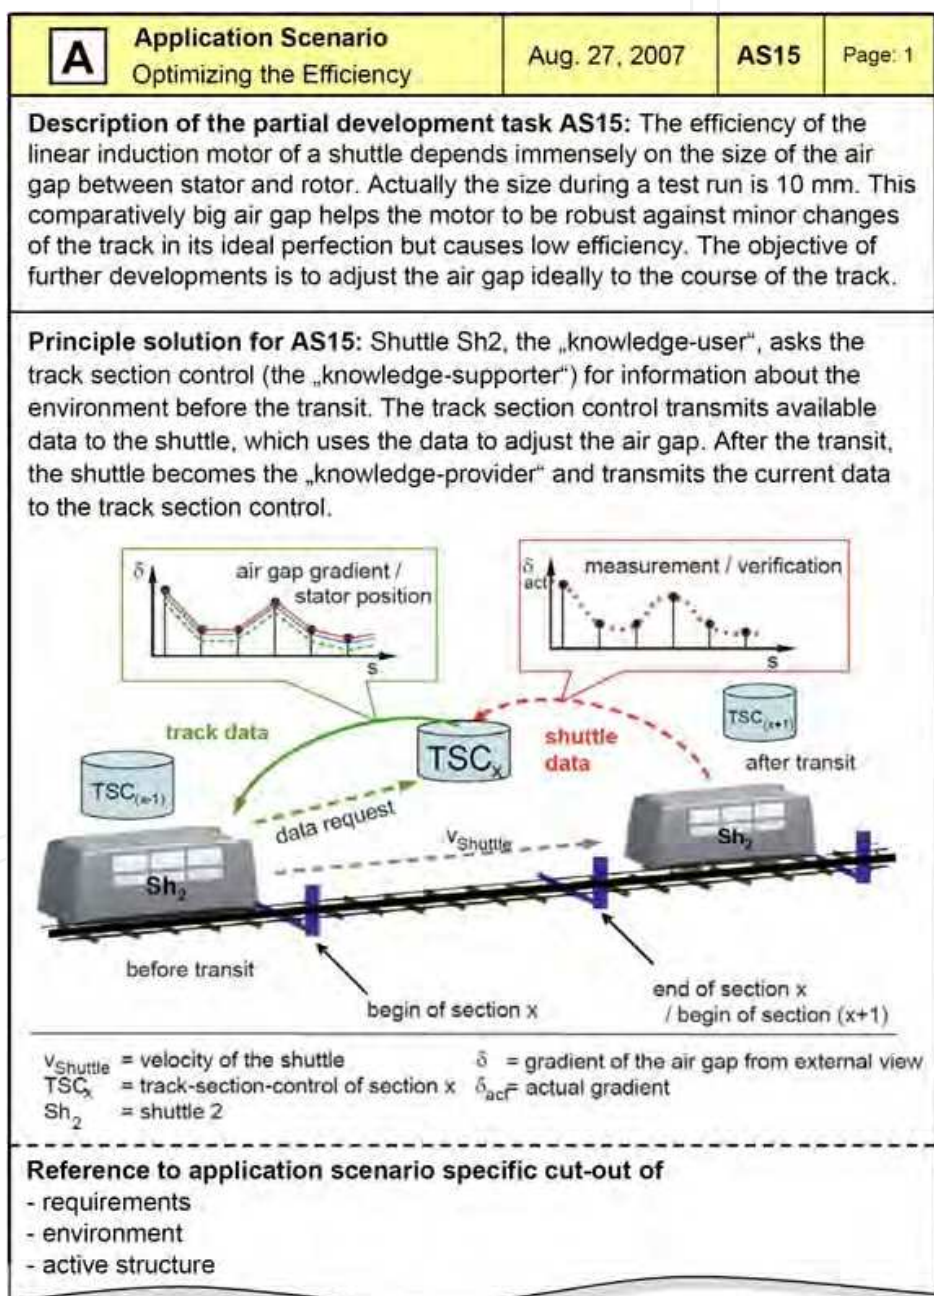 A
Application Scenario
Optimizing the Efficiency
Aug. 27, 2007
AS15
Page: 1
Description of the partial development task AS15: The efficiency of the
linear induction motor of a shuttle depends immensely on the size of the air
gap between stator and rotor. Actually the size during a test run is 10 mm. This
comparatively big air gap helps the motor to be robust against minor changes
of the track in its ideal perfection but causes low efficiency. The objective of
further developments is to adjust the air gap ideally to the course of the track.
Principle solution for AS15: Shuttle Sh2, the „knowledge-user“, asks the
track section control (the „knowledge-supporter“) for information about the
environment before the transit. The track section control transmits available
data to the shuttle, which uses the data to adjust the air gap. After the transit,
the shuttle becomes the „knowledge-provider“ and transmits the current data
to the track section control.
δ
air gap gradient /
stator position
s
δ
act
measurement / verification
s
track data
TSCx
shuttle
data
TSC(x+1)
after transit
TSC(x-1)
data request
vShuttle
Sh2
Sh2
before transit
begin of section x
end of section x
/ begin of section (x+1)
vShuttle = velocity of the shuttle
TSCx = track-section-control of section x
Sh2 = shuttle 2
δ = gradient of the air gap from external view
δact= actual gradient
Reference to application scenario specific cut-out of
- requirements
- environment
- active structure